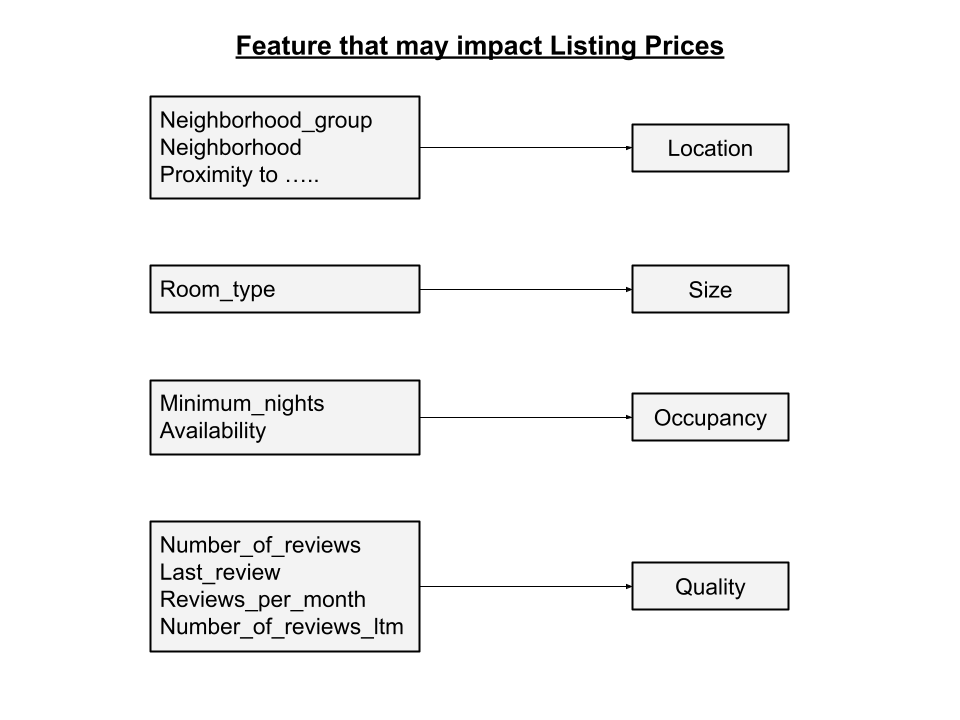 Feature that may impact Listing Prices
Neighborhood_group
Neighborhood
Proximity to …..
Location
Room_type
Size
Minimum_nights
Availability
Occupancy
Number_of_reviews
Last_review
Reviews_per_month
Number_of_reviews_ltm
Quality